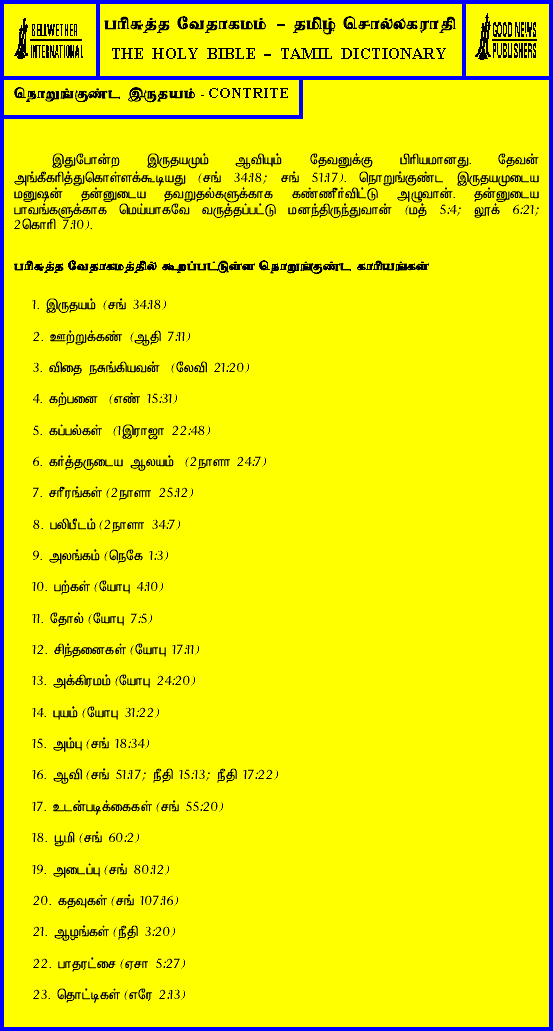 BELLWETHER
INTERNATIONAL
பரிசுத்த வேதாகமம் – தமிழ் சொல்லகராதி
THE HOLY BIBLE – TAMIL DICTIONARY
GOOD NEWS
PUBLISHERS
நொறுங்குண்ட இருதயம் - CONTRITE
இதுபோன்ற இருதயமும் ஆவியும் தேவனுக்கு பிரியமானது. தேவன்
அங்கீகரித்துகொள்ளக்கூடியது (சங் 34:18; சங் 51:17). நொறுங்குண்ட இருதயமுடைய
மனுஷன் தன்னுடைய தவறுதல்களுக்காக கண்ணீர்விட்டு அழுவான். தன்னுடைய
பாவங்களுக்காக மெய்யாகவே வருத்தப்பட்டு மனந்திருந்துவான் (மத் 5:4; லூக் 6:21;
2கொரி 7:10).
பரிசுத்த வேதாகமத்தில் கூறப்பட்டுள்ள நொறுங்குண்ட காரியங்கள்
1. இருதயம் (சங் 34:18)
2. ஊற்றுக்கண் (ஆதி 7:11)
3. விதை நசுங்கியவன் (லேவி 21:20)
4. கற்பனை (எண் 15:31)
5. கப்பல்கள் (1இராஜா 22:48)
6. கர்த்தருடைய ஆலயம் (2நாளா 24:7)
7. சரீரங்கள் (2நாளா 25:12)
8. பலிபீடம் (2நாளா 34:7)
9. அலங்கம் (நெகே 1:3)
10. பற்கள் (யோபு 4:10)
11. தோல் (யோபு 7:5)
12. சிந்தனைகள் (யோபு 17:11)
13. அக்கிரமம் (யோபு 24:20)
14. புயம் (யோபு 31:22)
15. அம்பு (சங் 18:34)
16. ஆவி (சங் 51:17; நீதி 15:13; நீதி 17:22)
17. உடன்படிக்கைகள் (சங் 55:20)
18. பூமி (சங் 60:2)
19. அடைப்பு (சங் 80:12)
20. கதவுகள் (சங் 107:16)
21. ஆழங்கள் (நீதி 3:20)
22. பாதரட்சை (ஏசா 5:27)
23. தொட்டிகள் (எரே 2:13)